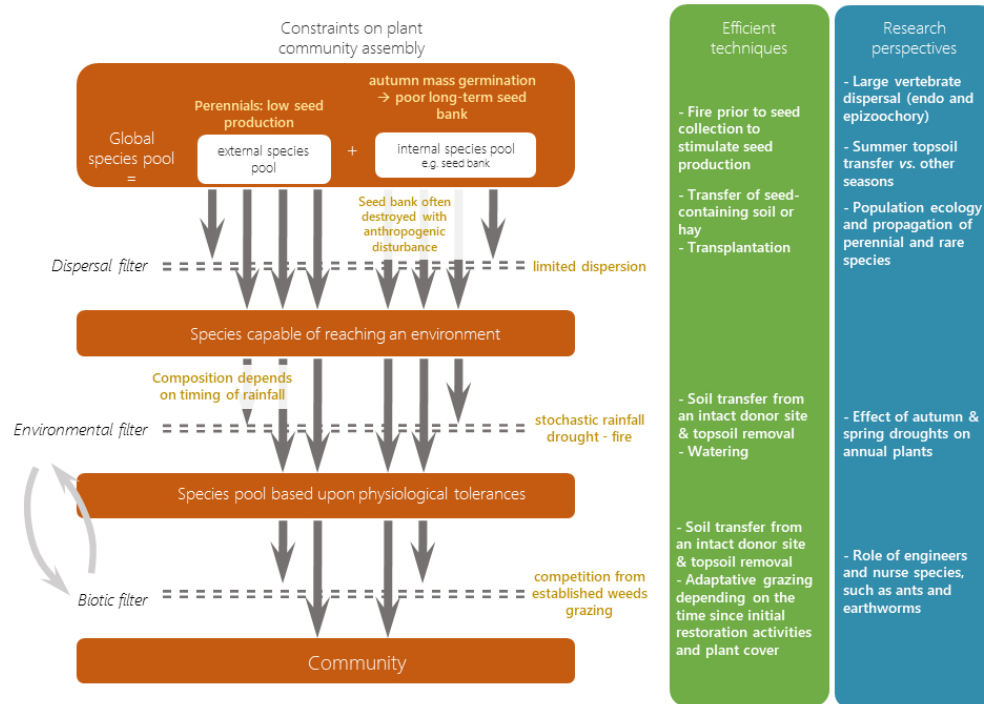 Constraints on plant
community assembly
Global
species pool
=
Perennials: low seed
production
external species
pool
+
autumn mass germination
→ poor long-term seed
bank
internal species pool
e.g. seed bank
Seed bank often
destroyed with
anthropogenic
disturbance
Dispersal filter
limited dispersion
Species capable of reaching an environment
Composition depends
on timing of rainfall
Environmental filter
stochastic rainfall
drought - fire
Species pool based upon physiological tolerances
Biotic filter
competition from
established weeds
grazing
Community
Efficient
techniques
- Fire prior to seed
collection to
stimulate seed
production
- Transfer of seed-
containing soil or
hay
- Transplantation
- Soil transfer from
an intact donor site
& topsoil removal
- Watering
- Soil transfer from
an intact donor site
& topsoil removal
- Adaptative grazing
depending on the
time since initial
restoration activities
and plant cover
Research
perspectives
- Large vertebrate
dispersal (endo and
epizoochory)
- Summer topsoil
transfer vs. other
seasons
- Population ecology
and propagation of
perennial and rare
species
- Effect of autumn &
spring droughts on
annual plants
- Role of engineers
and nurse species,
such as ants and
earthworms